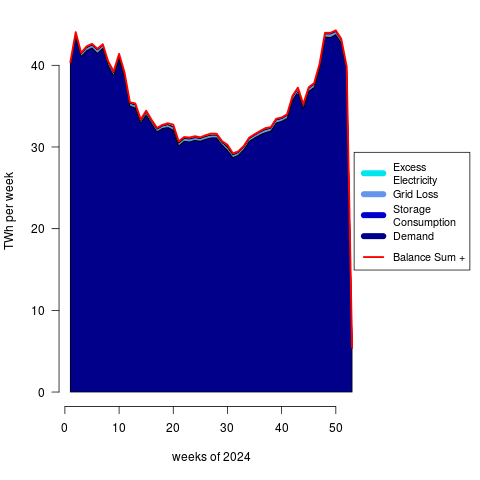 40
30
20
10
0
TWh per week
0 10 20 30 40 50
weeks of 2024
Excess
Electricity
Grid Loss
Storage
Consumption
Demand
Balance Sum +